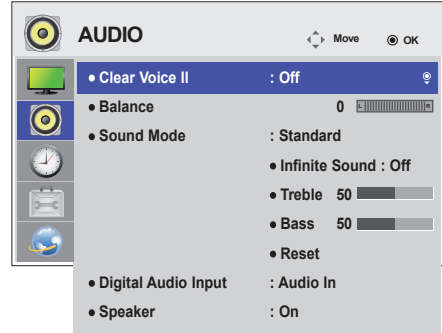 AUDIO
Move OK
• Clear Voice II : Off
• Balance 0 L R
• Sound Mode : Standard
• Infinite Sound : Off
• Treble 50
• Bass 50
• Reset
• Digital Audio Input : Audio In
• Speaker : On